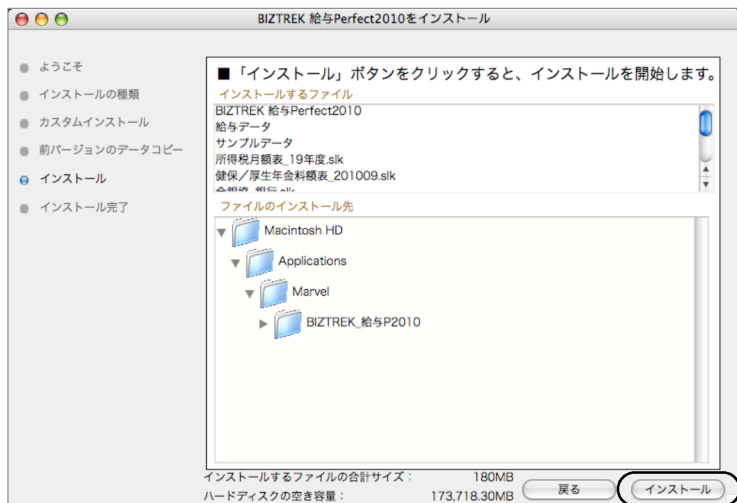 BIZTREK 給与Perfect2010をインストール
ようこそ
インストールの種類
カスタムインストール
前バージョンのデータコピー
インストール
インストール完了
■「インストール」ボタンをクリックすると、インストールを開始します。
インストールするファイル
BIZTREK 給与Perfect2010
給与データ
サンプルデータ
所得税月額表_19年度.slk
健保／厚生年金料額表_201009.slk
ファイルのインストール先
Macintosh HD
Applications
Marvel
BIZTREK_給与P2010
インストールするファイルの合計サイズ： 180MB
ハードディスクの空き容量： 173,718.30MB
戻る
インストール